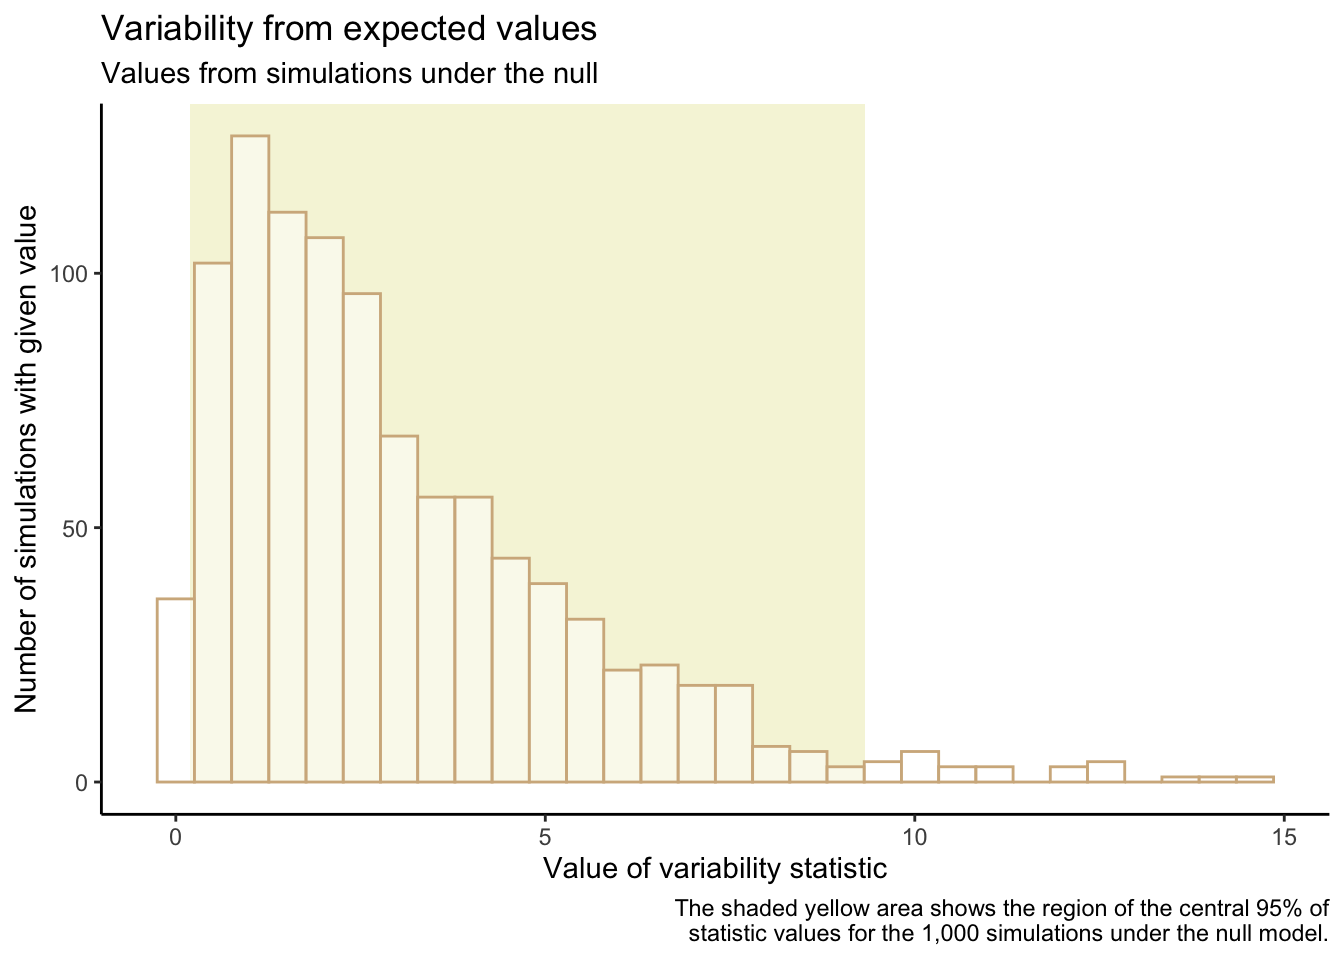 Variability from expected values
Values from simulations under the null
Number of simulations with given value
100
50
0
0
5
10
15
Value of variability statistic
The shaded yellow area shows the region of the central 95% of
statistic values for the 1,000 simulations under the null model.